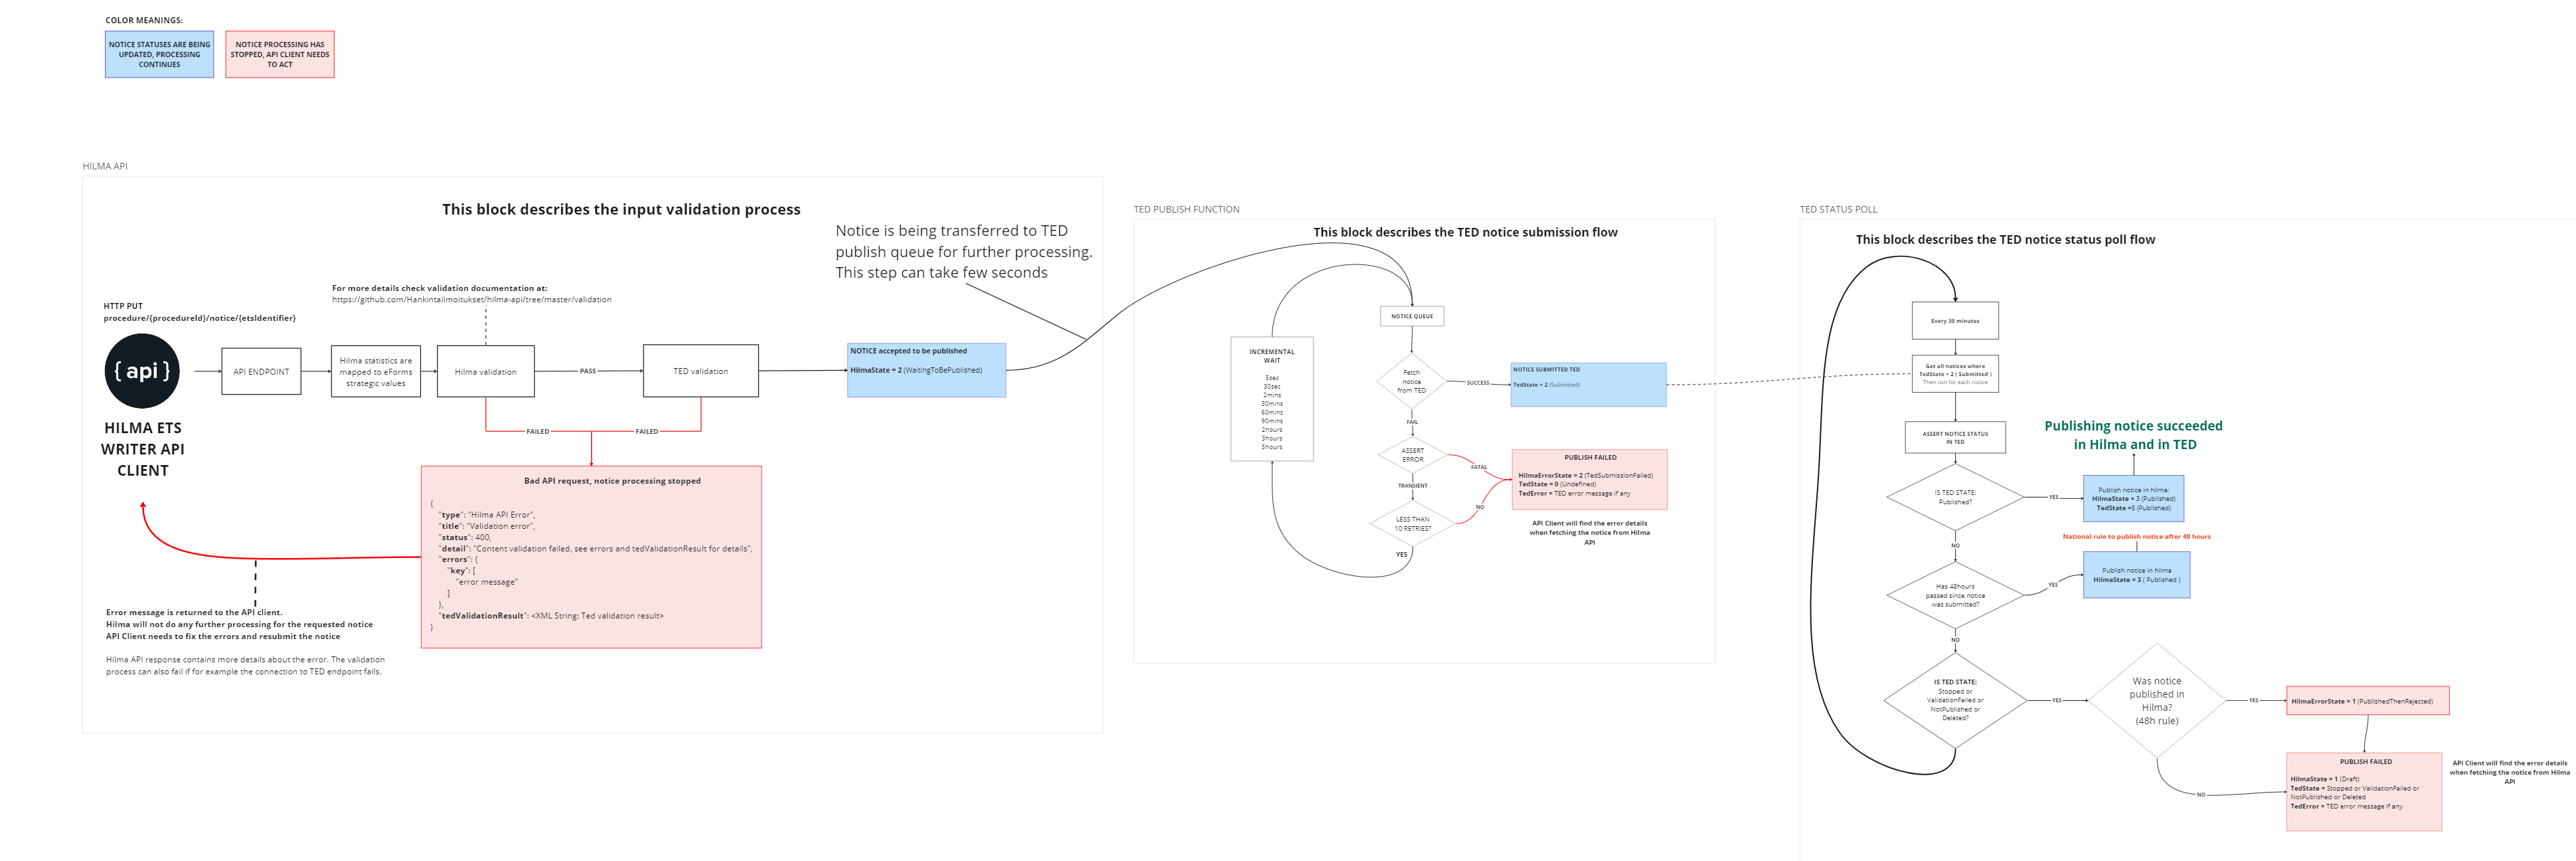 COLOR MEANINGS:
NOTICE STATUSES ARE BEING
UPDATED, PROCESSING
CONTINUES
NOTICE PROCESSING HAS
STOPPED, API CLIENT NEEDS
TO ACT
HILMA API
This block describes the input validation process
Notice is being transferred to TED
publish queue for further processing.
This step can take few seconds
For more details check validation documentation at:
https://github.com/Hankintailmoitukset/hilma-api/tree/master/validation
HTTP PUT
procedure/{procedureId}/notice/{etsIdentifier}
{ api }
HILMA ETS
WRITER API
CLIENT
API ENDPOINT
Hilma statistics are
mapped to eForms
strategic values
Hilma validation
PASS
TED validation
NOTICE accepted to be published
HilmaState = 2 (WaitingToBePublished)
FAILED
FAILED
Bad API request, notice processing stopped
{
"type": "Hilma API Error",
"title": "Validation error",
"status": 400,
"detail": "Content validation failed, see errors and tedValidationResult for details",
"errors": {
"key": [
"error message"
]
},
"tedValidationResult": <XML String: Ted validation result>
}
Error message is returned to the API client.
Hilma will not do any further processing for the requested notice
API Client needs to fix the errors and resubmit the notice
Hilma API response contains more details about the error. The validation
process can also fail if for example the connection to TED endpoint fails.
TED PUBLISH FUNCTION
This block describes the TED notice submission flow
NOTICE QUEUE
INCREMENTAL
WAIT
5sec
30sec
2mins
30mins
60mins
90mins
2hours
3hours
5hours
Fetch
notice
from TED
SUCCESS
NOTICE SUBMITTED TED
TedState = 2 (Submitted)
FAIL
ASSERT
ERROR
FATAL
TRANSIENT
LESS THAN
10 RETRIES?
NO
YES
PUBLISH FAILED
HilmaErrorState = 2 (TedSubmissionFailed)
TedState = 0 (Undefined)
TedError = TED error message if any
API Client will find the error details
when fetching the notice from Hilma
API
TED STATUS POLL
This block describes the TED notice status poll flow
Every 30 minutes
Get all notices where
TedState = 2 ( Submitted )
Then run for each notice
ASSERT NOTICE STATUS
IN TED
Publishing notice succeeded
in Hilma and in TED
IS TED STATE:
Published?
YES
Publish notice in hilma:
HilmaState = 3 (Published)
TedState =5 (Published)
NO
National rule to publish notice after 48 hours
Has 48hours
passed since notice
was submitted?
YES
Publish notice in hilma
HilmaState = 3 ( Published )
NO
IS TED STATE:
Stopped or
ValidationFailed or
NotPublished or
Deleted?
YES
Was notice
published in
Hilma?
(48h rule)
YES
HilmaErrorState = 1 (PublishedThenRejected)
NO
PUBLISH FAILED
HilmaState = 1 (Draft)
TedState = Stopped or ValidationFailed or
NotPublished or Deleted
TedError = TED error message if any
API Client will find the error details
when fetching the notice from Hilma
API